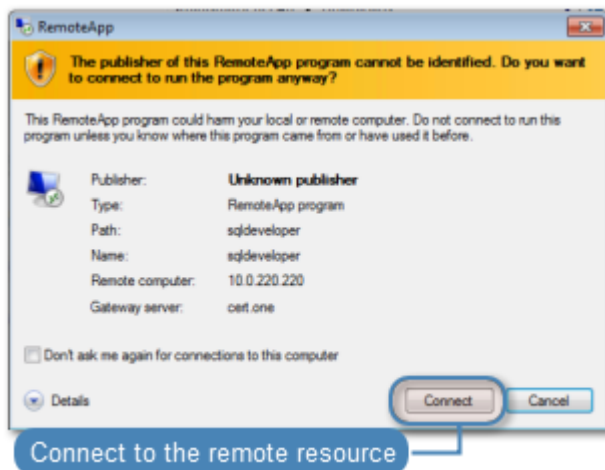 RemoteApp
The publisher of this RemoteApp program cannot be identified. Do you want
to connect to run the program anyway?
This RemoteApp program could harm your local or remote computer. Do not connect to run this
program unless you know where this program came from or have used it before.
Publisher: Unknown publisher
Type: RemoteApp program
Path: sqldeveloper
Name: sqldeveloper
Remote computer: 10.0.220.220
Gateway server: cert.one
Don't ask me again for connections to this computer
Details Connect Cancel
Connect to the remote resource